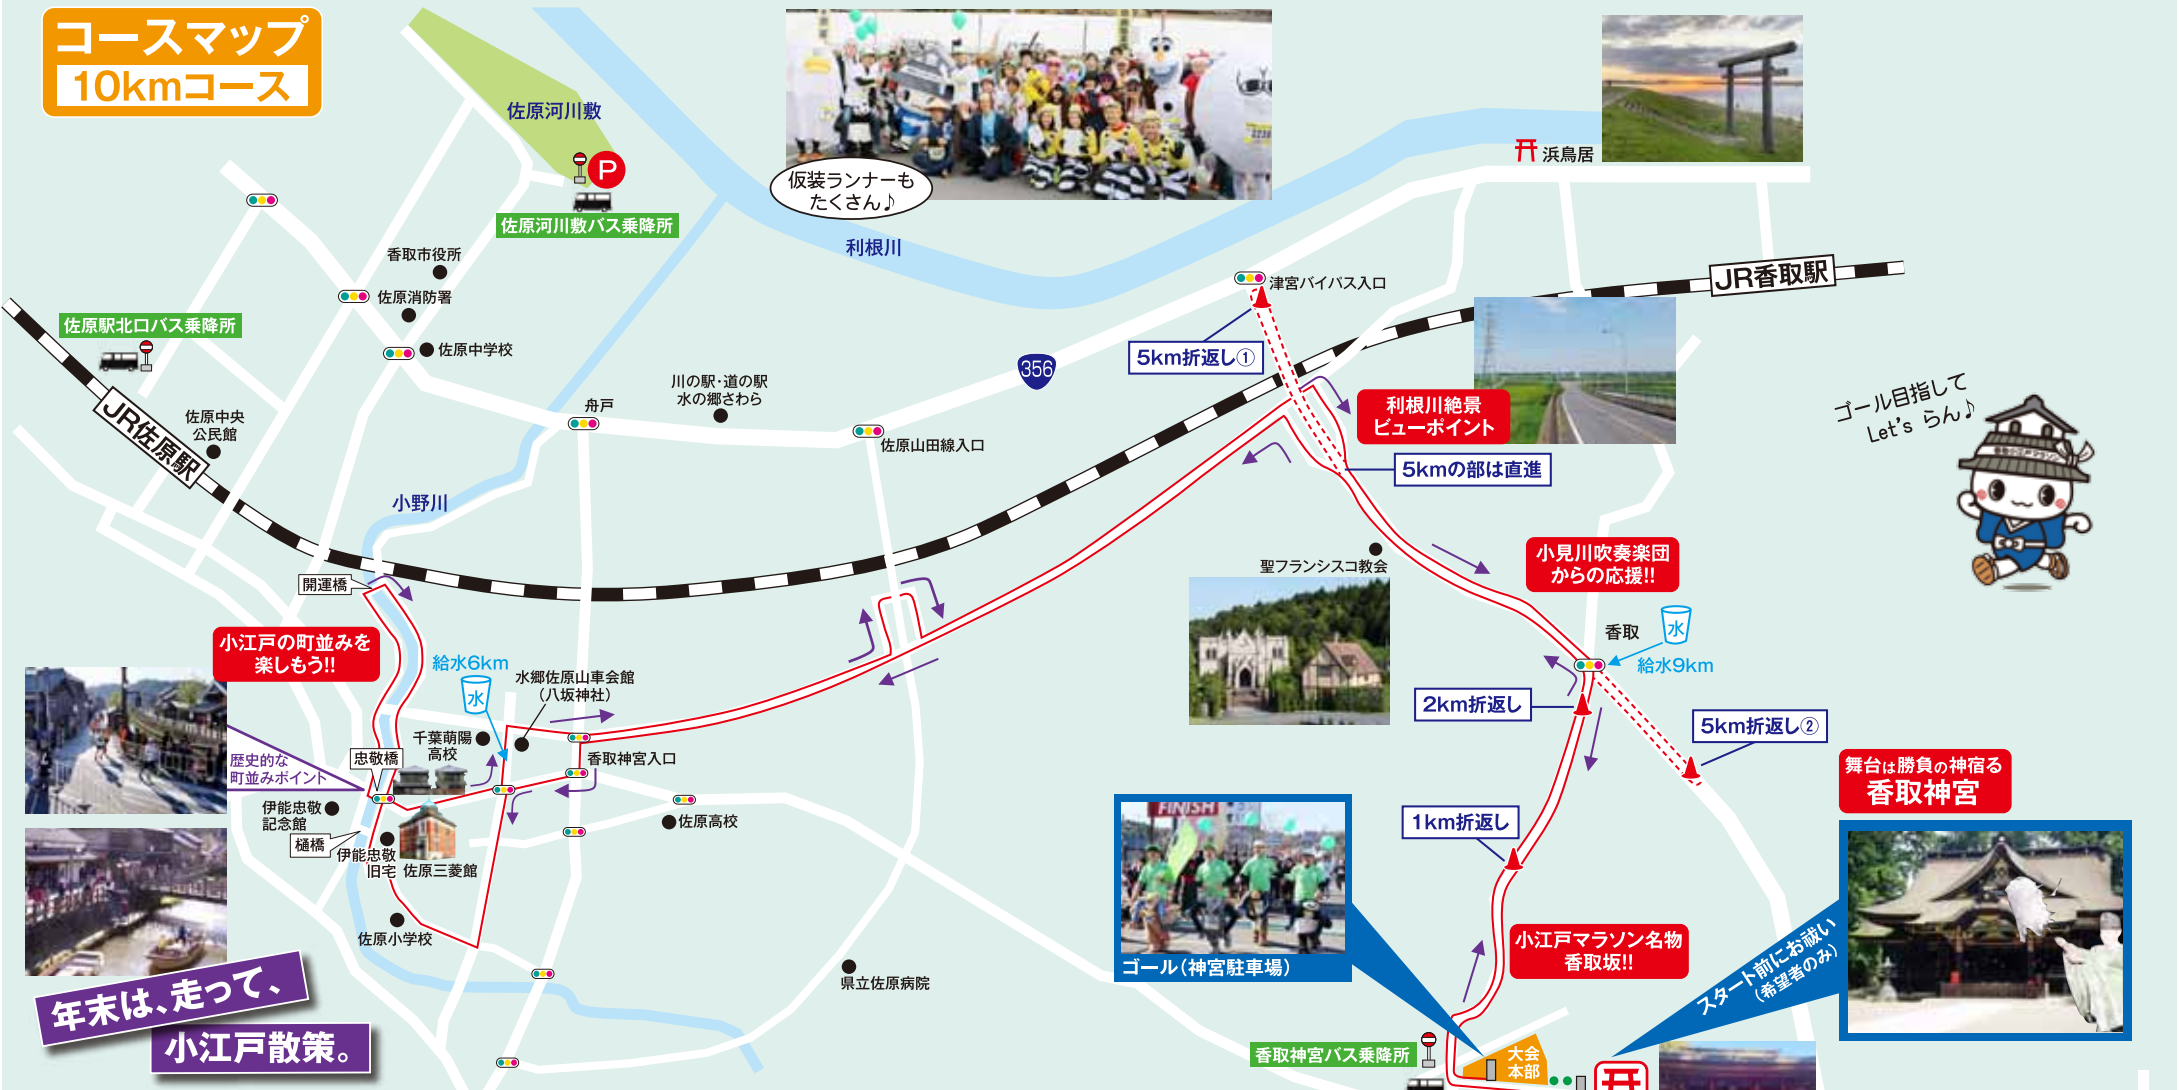 コースマップ
10kmコース
佐原河川敷
P
佐原河川敷バス乗降所
仮装ランナーも
たくさん♪
利根川
浜鳥居
JR香取駅
香取市役所
佐原消防署
佐原中学校
佐原駅北口バス乗降所
JR佐原駅
佐原中央
公民館
川の駅・道の駅
水の郷さわら
舟戸
356
佐原山田線入口
津宮バイパス入口
5km折返し①
利根川絶景
ビューポイント
5kmの部は直進
ゴール目指して
Let's らん♪
小野川
開運橋
聖フランシスコ教会
小見川吹奏楽団
からの応援!!
香取
水
給水9km
小江戸の町並みを
楽しもう!!
給水6km
水
水郷佐原山車会館
(八坂神社)
千葉萌陽
高校
香取神宮入口
忠敬橋
歴史的な
町並みポイント
伊能忠敬
記念館
樋橋
伊能忠敬
旧宅
佐原三菱館
佐原高校
佐原小学校
県立佐原病院
2km折返し
5km折返し②
1km折返し
舞台は勝負の神宿る
香取神宮
FINISH
ゴール(神宮駐車場)
小江戸マラソン名物
香取坂!!
スタート前にお祓い
(希望者のみ)
年末は、走って、
小江戸散策。
香取神宮バス乗降所
大会
本部